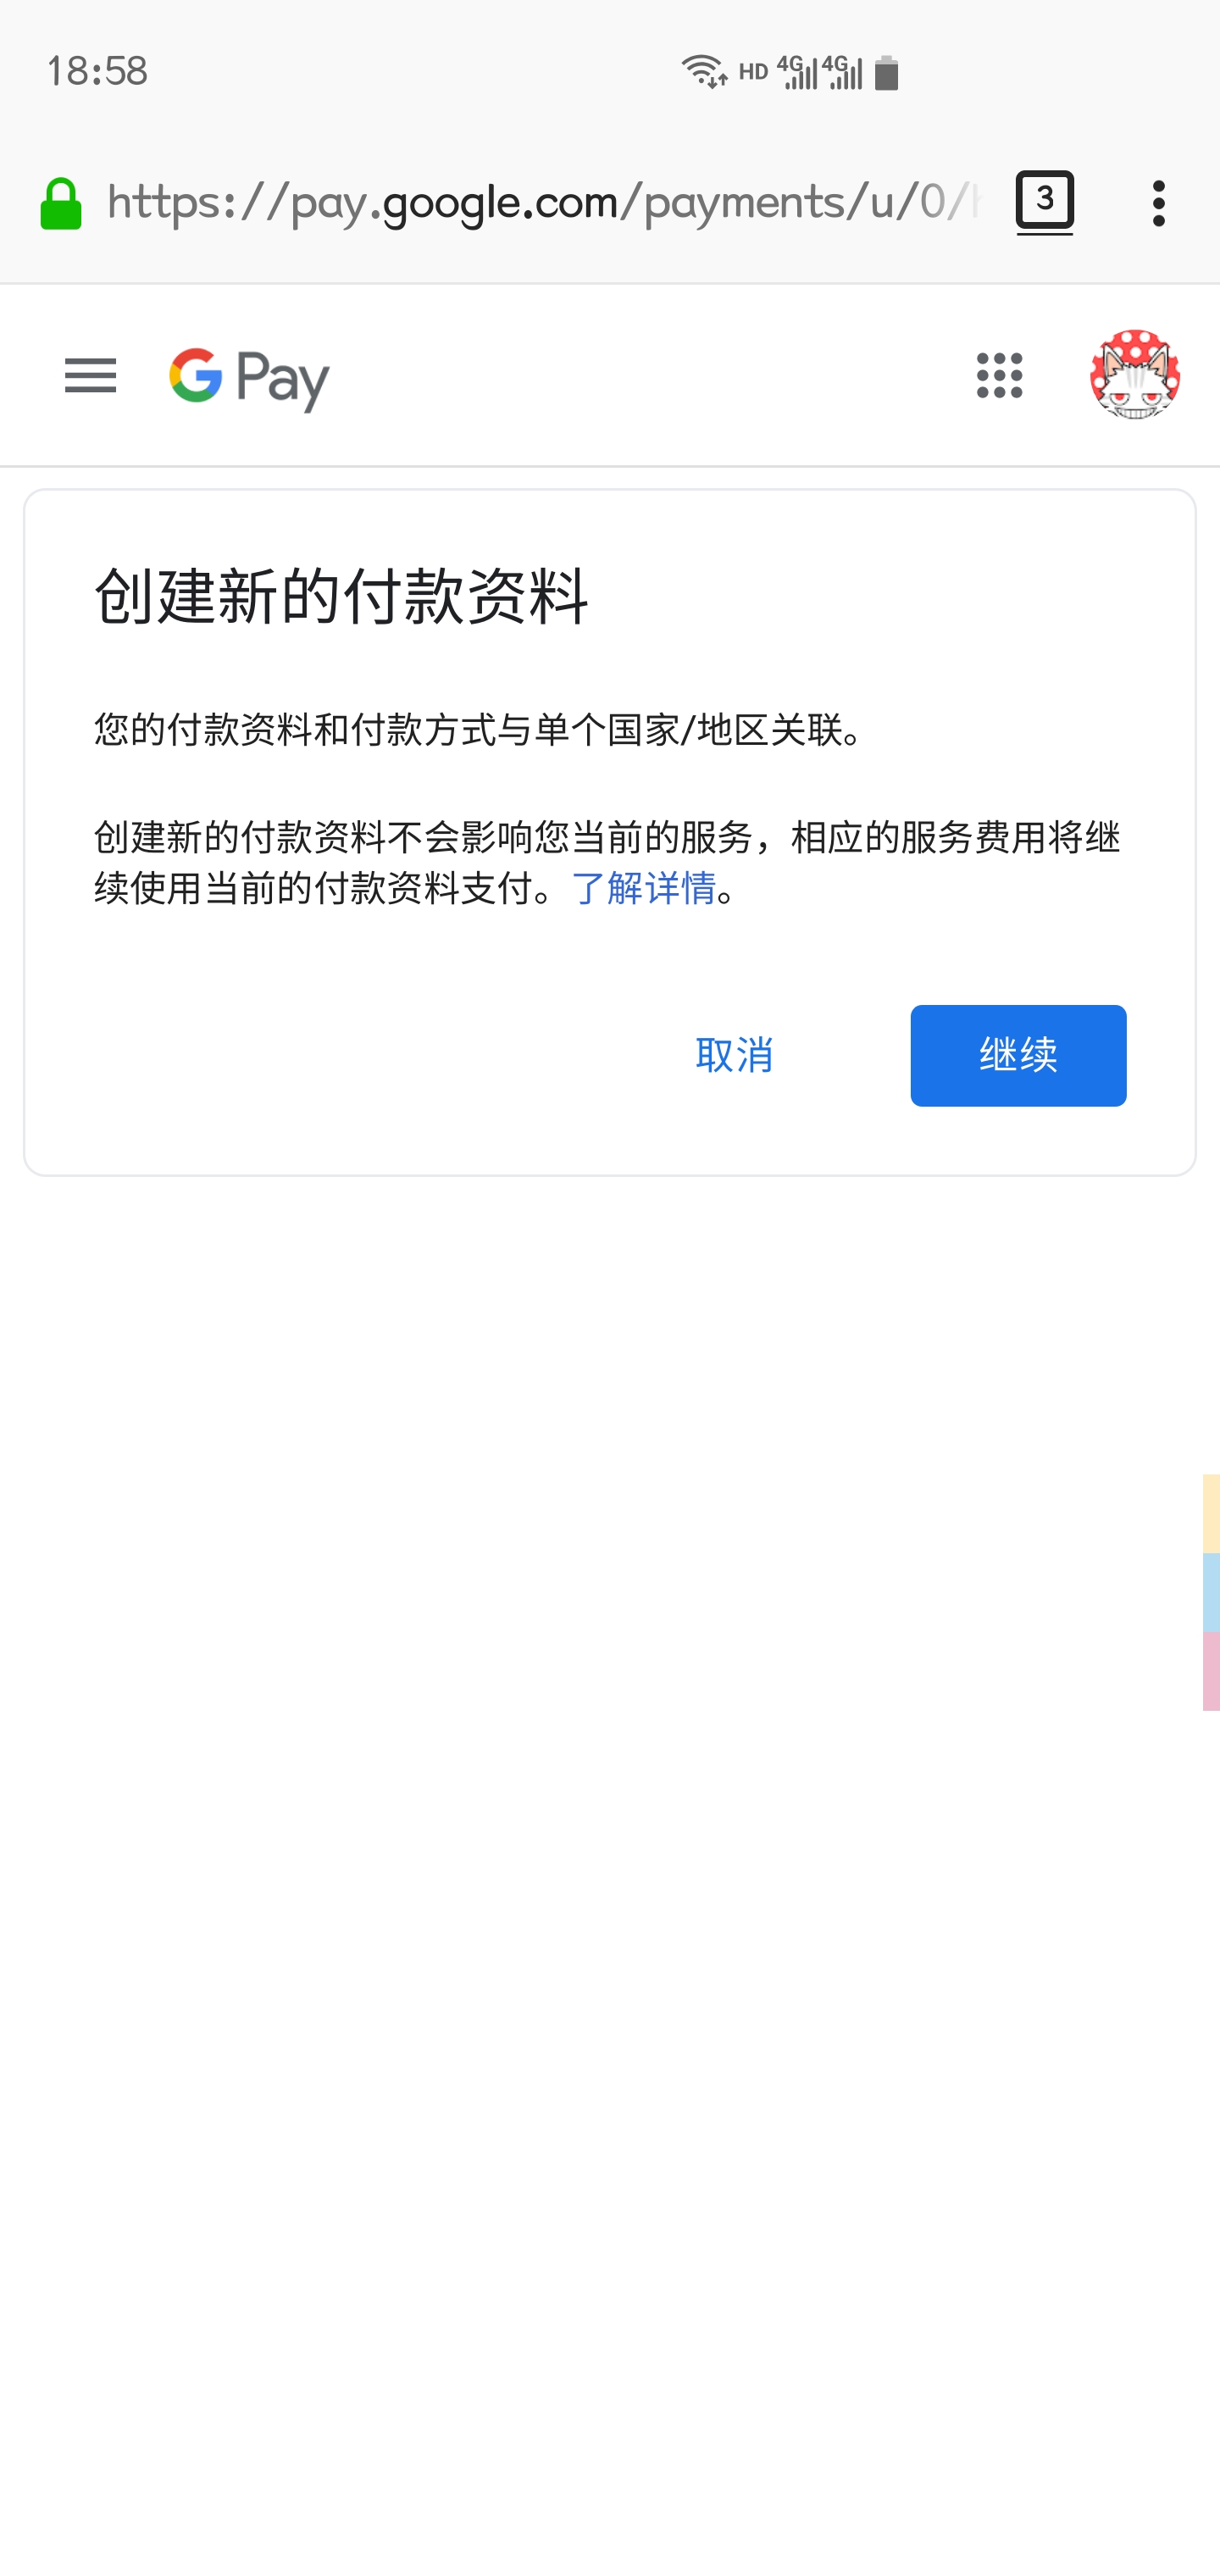 18:58
HD 4G 4G
https://pay.google.com/payments/u/0/
3
G Pay
创建新的付款资料
您的付款资料和付款方式与单个国家/地区关联。
创建新的付款资料不会影响您当前的服务，相应的服务费用将继
续使用当前的付款资料支付。了解详情。
取消
继续